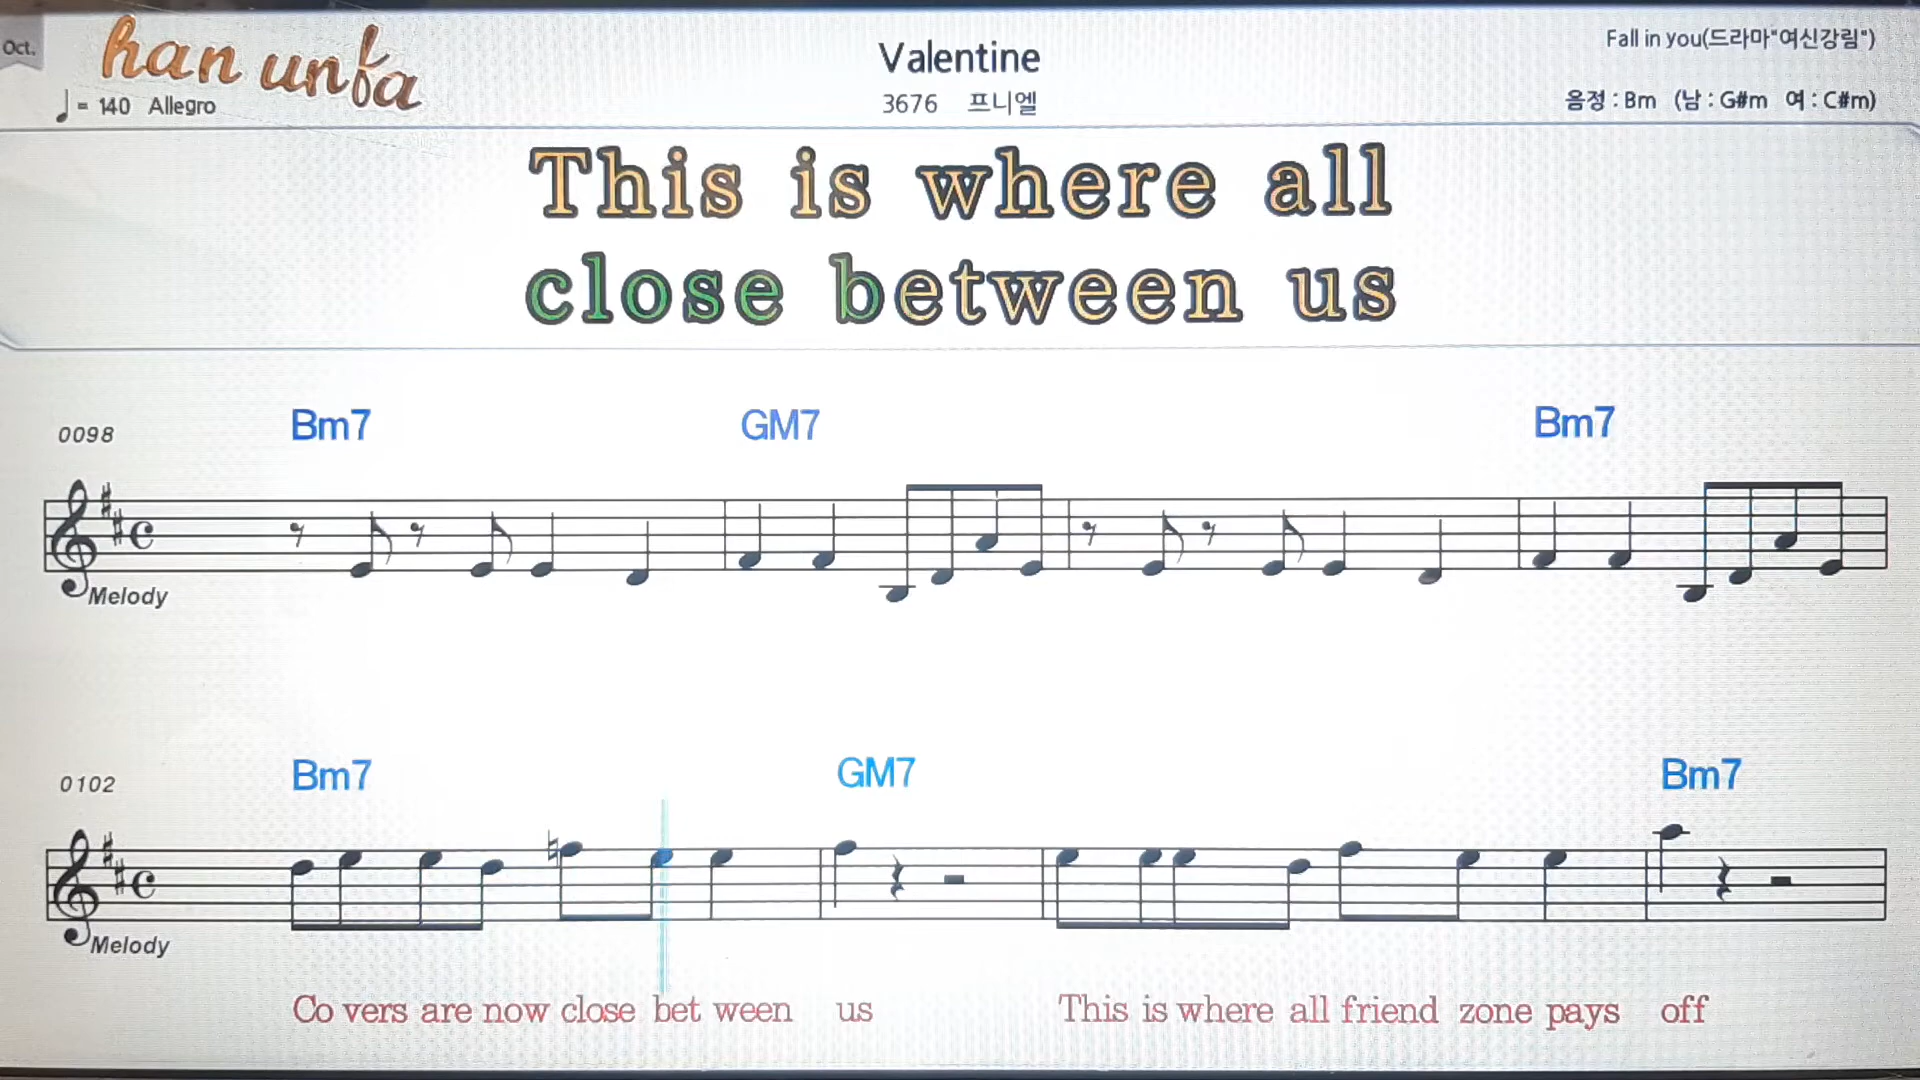 Oct.
han unfa
= 140 Allegro
Valentine
3676 프니엘
Fall in you(드라마"여신강림")
음정 : Bm (남 : G#m 여 : C#m)
This is where all
close between us
0098
Bm7 GM7 Bm7
Melody
0102
Bm7 GM7 Bm7
Melody
Co vers are now close bet ween us This is where all friend zone pays off